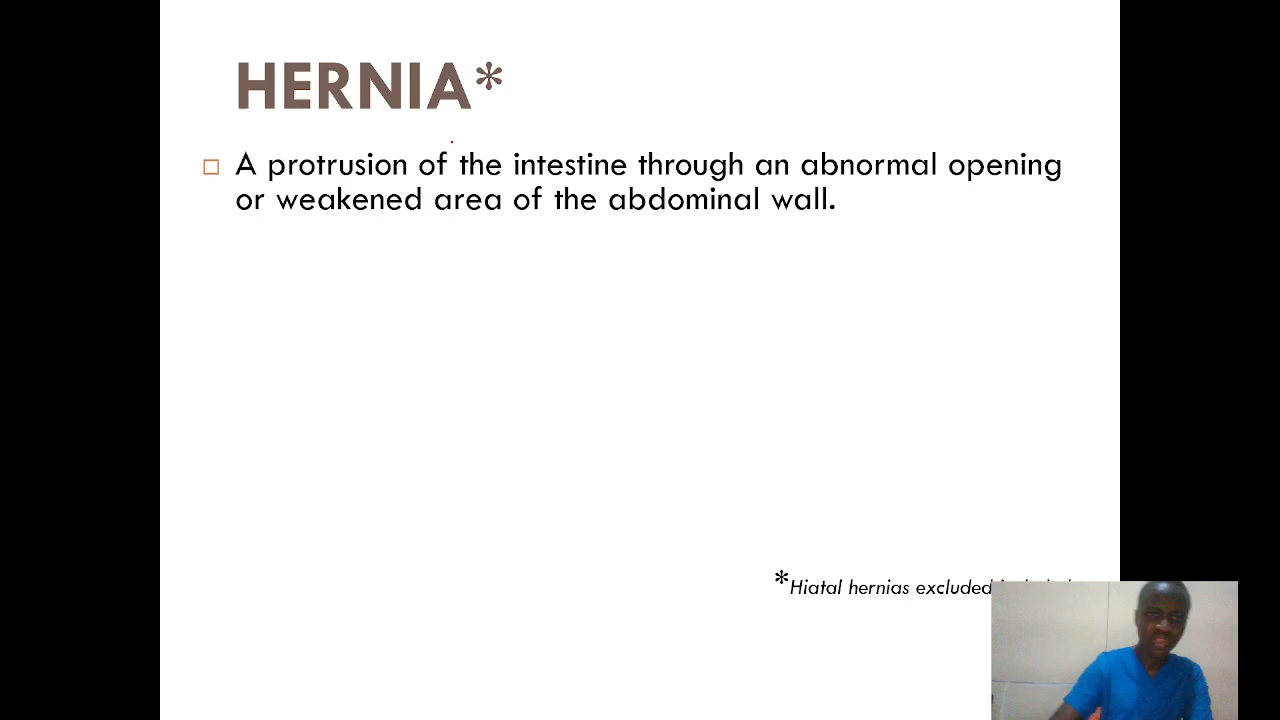 HERNIA*
A protrusion of the intestine through an abnormal opening
or weakened area of the abdominal wall.
*Hiatal hernias excluded